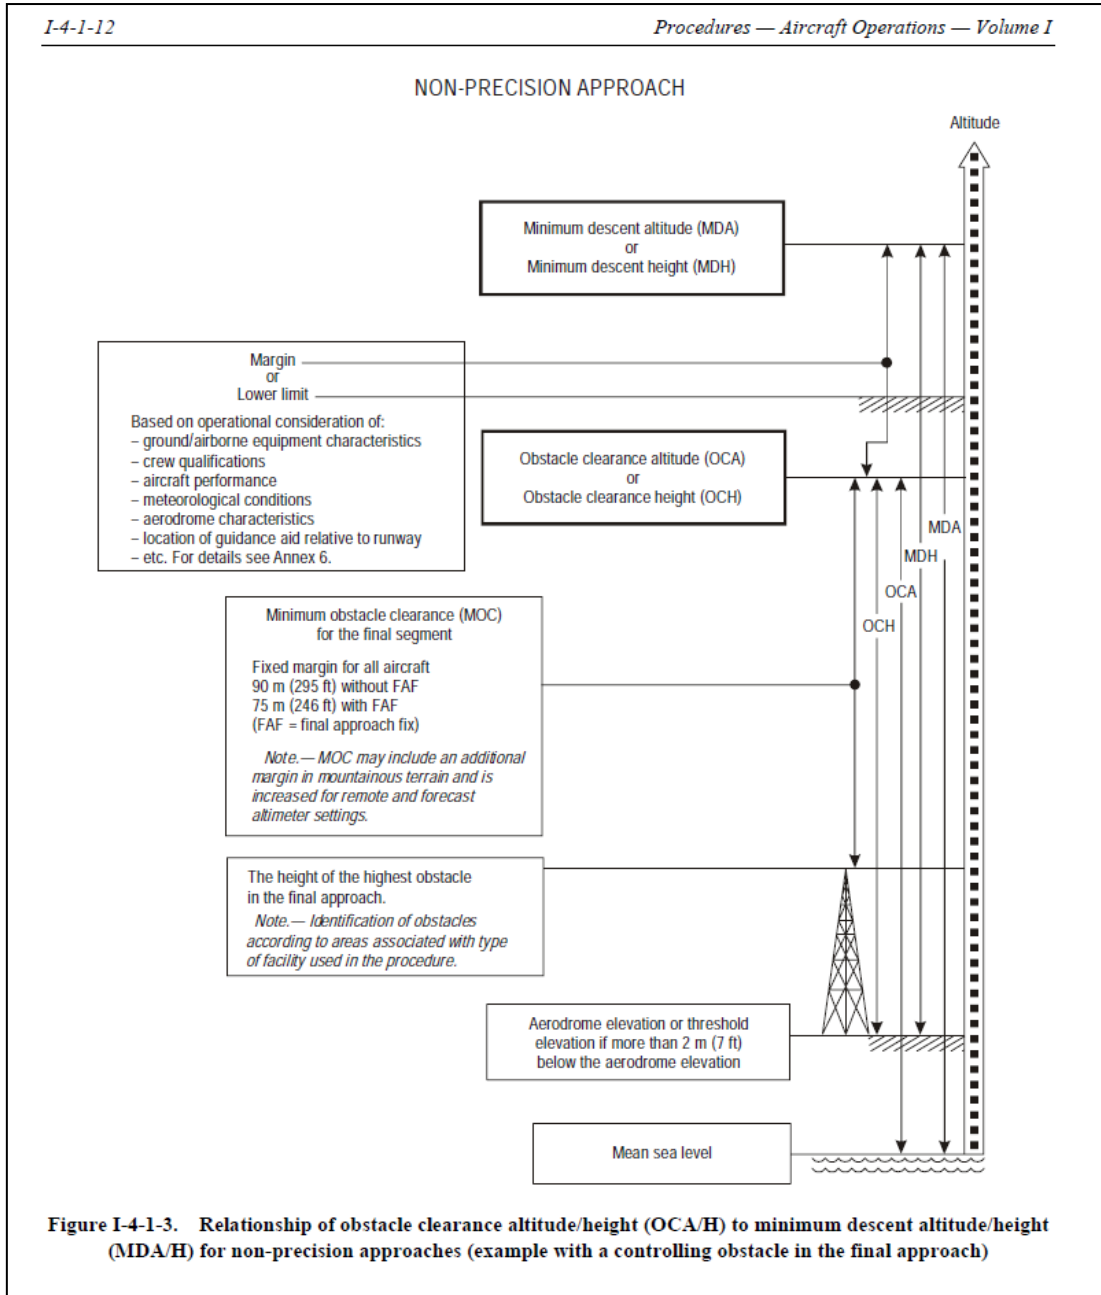 I-4-1-12
Procedures — Aircraft Operations — Volume I
NON-PRECISION APPROACH
Altitude
Minimum descent altitude (MDA)
or
Minimum descent height (MDH)
Margin
or
Lower limit
Based on operational consideration of:
– ground/airborne equipment characteristics
– crew qualifications
– aircraft performance
– meteorological conditions
– aerodrome characteristics
– location of guidance aid relative to runway
– etc. For details see Annex 6.
Obstacle clearance altitude (OCA)
or
Obstacle clearance height (OCH)
MDA
MDH
OCA
OCH
Minimum obstacle clearance (MOC)
for the final segment
Fixed margin for all aircraft
90 m (295 ft) without FAF
75 m (246 ft) with FAF
(FAF = final approach fix)
Note.— MOC may include an additional
margin in mountainous terrain and is
increased for remote and forecast
altimeter settings.
The height of the highest obstacle
in the final approach.
Note.— Identification of obstacles
according to areas associated with type
of facility used in the procedure.
Aerodrome elevation or threshold
elevation if more than 2 m (7 ft)
below the aerodrome elevation
Mean sea level
Figure I-4-1-3. Relationship of obstacle clearance altitude/height (OCA/H) to minimum descent altitude/height
(MDA/H) for non-precision approaches (example with a controlling obstacle in the final approach)